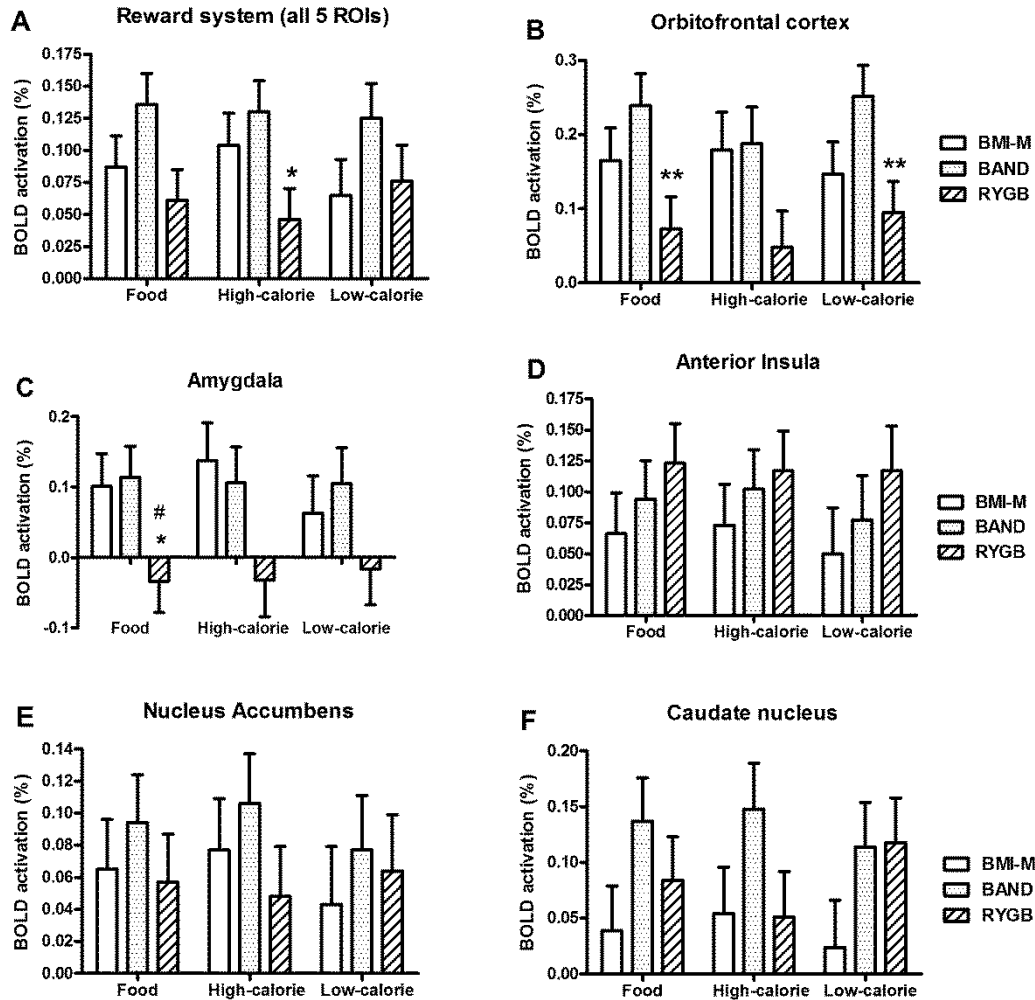 A
Reward system (all 5 ROIs)
BOLD activation (%)
0.175
0.150
0.125
0.100
0.075
0.050
0.025
0.000
*
Food High-calorie Low-calorie
B
Orbitofrontal cortex
BOLD activation (%)
0.3
0.2
0.1
0.0
**
**
Food High-calorie Low-calorie
BMI-M
BAND
RYGB
C
Amygdala
BOLD activation (%)
0.2
0.1
0.0
-0.1
#
*
Food High-calorie Low-calorie
D
Anterior Insula
BOLD activation (%)
0.175
0.150
0.125
0.100
0.075
0.050
0.025
0.000
Food High-calorie Low-calorie
BMI-M
BAND
RYGB
E
Nucleus Accumbens
BOLD activation (%)
0.14
0.12
0.10
0.08
0.06
0.04
0.02
0.00
Food High-calorie Low-calorie
F
Caudate nucleus
BOLD activation (%)
0.20
0.15
0.10
0.05
0.00
Food High-calorie Low-calorie
BMI-M
BAND
RYGB